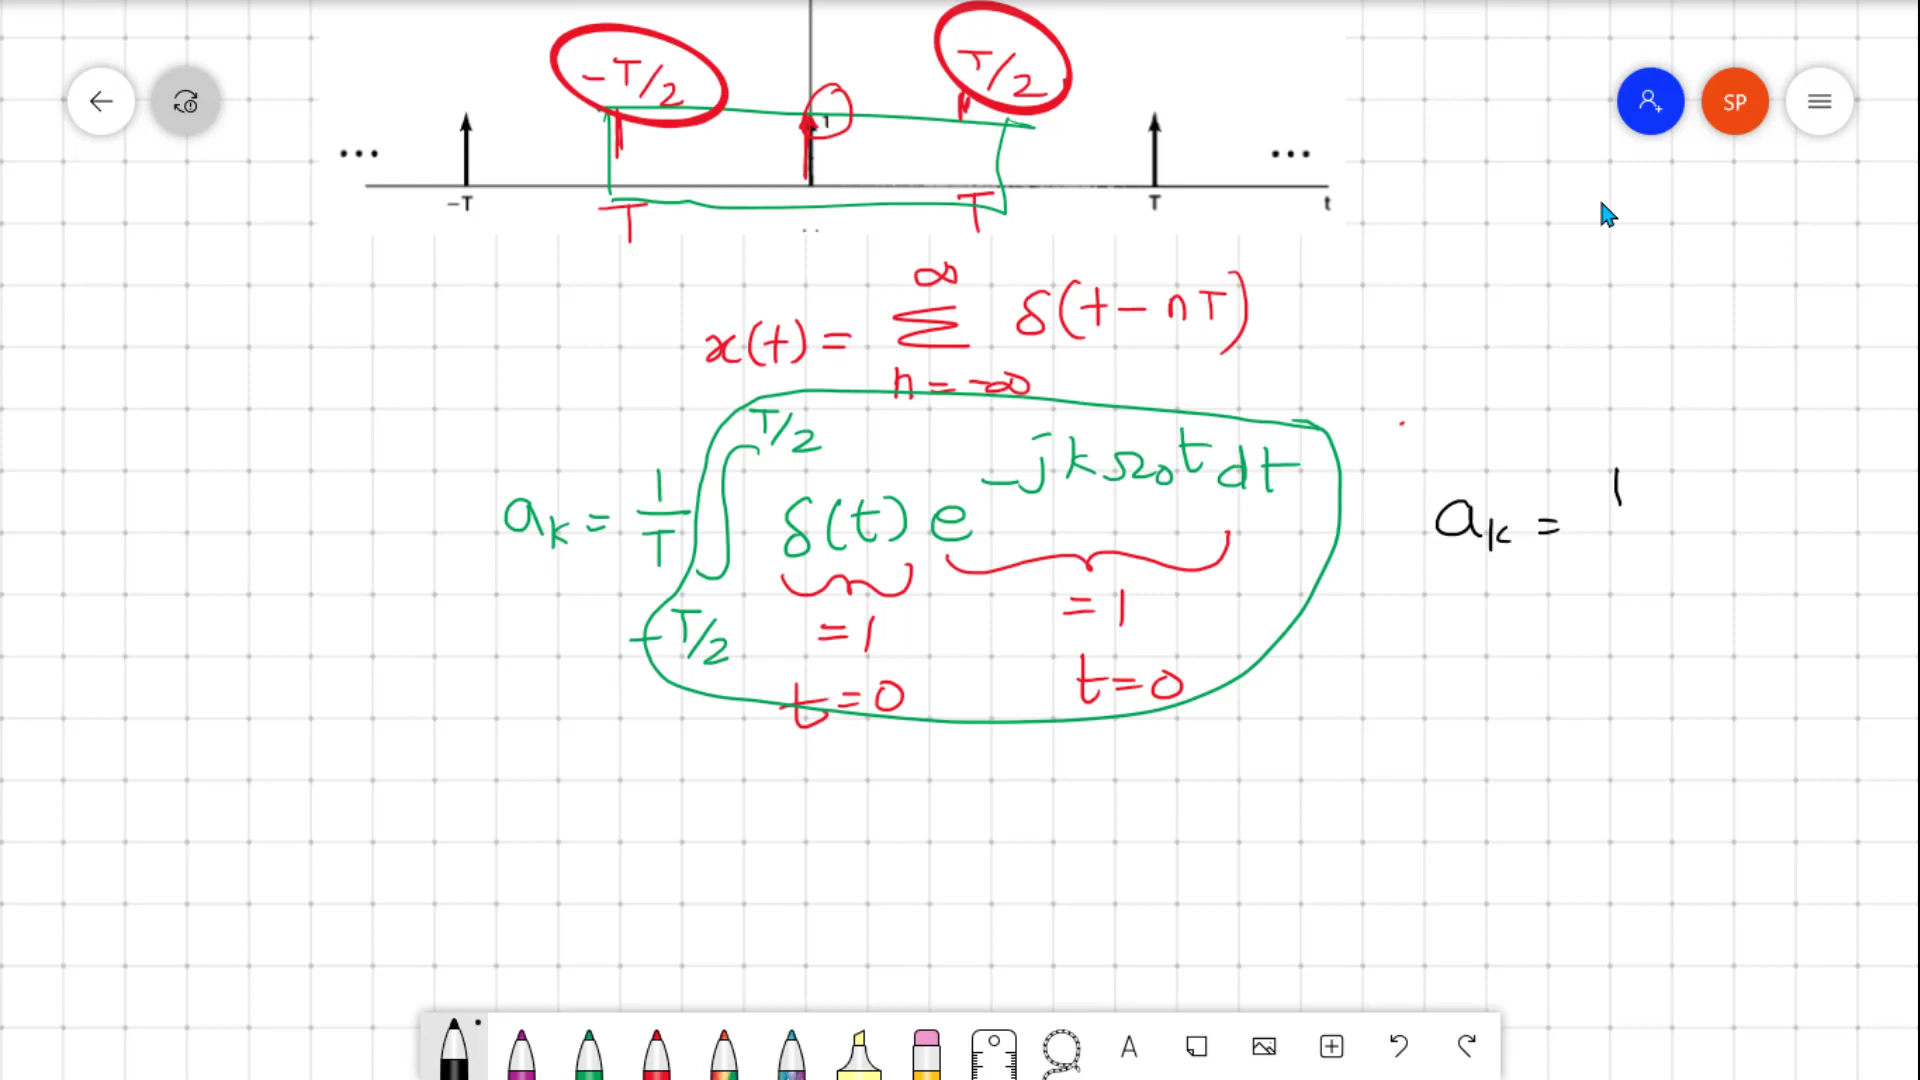 -T/2 T/2
SP
... 1 ...
-T T T T t
x(t) = ∞ Σ n = -∞ δ(t - nT)
a_k = 1/T ∫_{-T/2}^{T/2} δ(t) e^{-jkΩ₀t} dt
= 1 = 1
t = 0 t = 0
a_k = 1
A